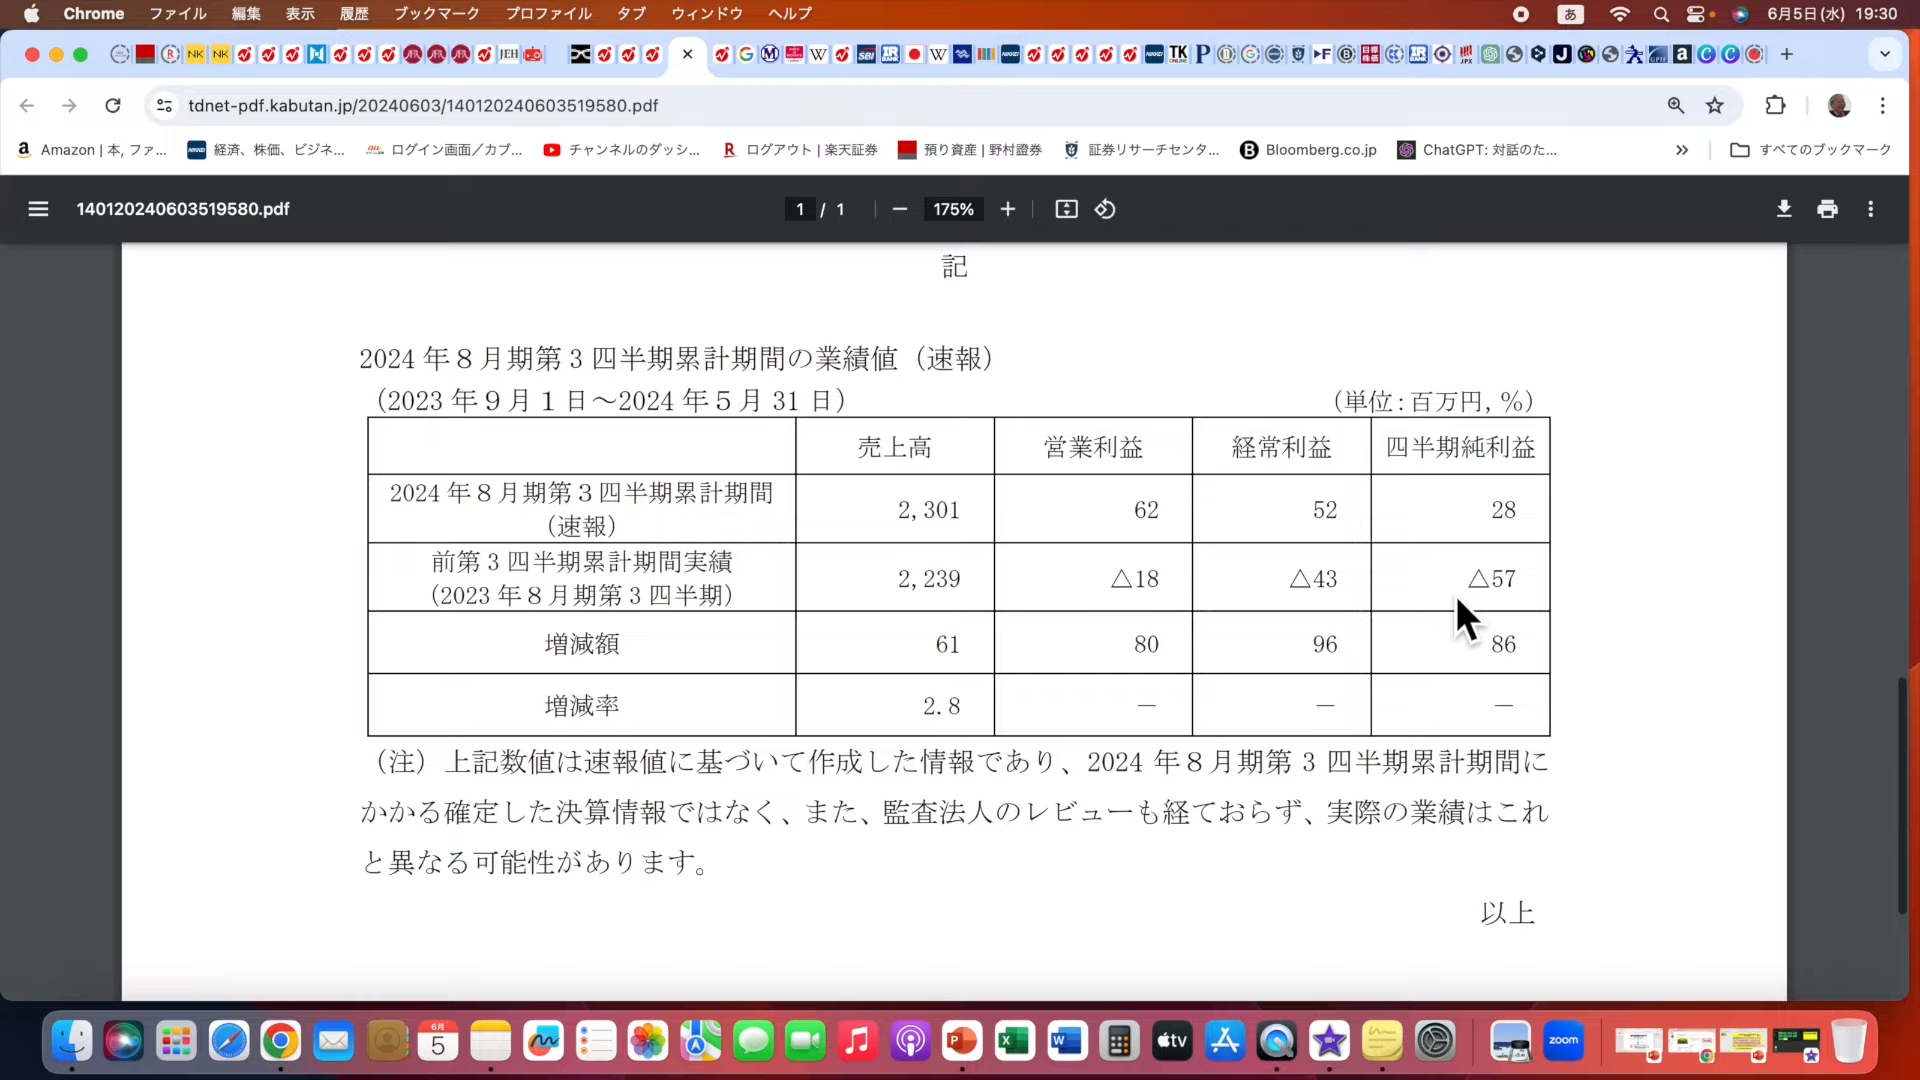 Chrome ファイル 編集 表示 履歴 ブックマーク プロファイル タブ ウィンドウ ヘルプ あ 6月5日(水) 19:30
tdnet-pdf.kabutan.jp/20240603/140120240603519580.pdf
Amazon | 本, ファ... 経済、株価、ビジネ... ログイン画面／カブ... チャンネルのダッシ... ログアウト | 楽天証券 預り資産 | 野村證券 証券リサーチセンタ... Bloomberg.co.jp ChatGPT: 対話のた... すべてのブックマーク
140120240603519580.pdf 1 / 1 175%
記
2024 年８月期第３四半期累計期間の業績値（速報）
（2023 年９月１日～2024 年５月 31 日） （単位:百万円,％）
売上高 営業利益 経常利益 四半期純利益
2024 年８月期第３四半期累計期間
（速報） 2,301 62 52 28
前第３四半期累計期間実績
（2023 年８月期第３四半期） 2,239 △18 △43 △57
増減額 61 80 96 86
増減率 2.8 － － －
（注）上記数値は速報値に基づいて作成した情報であり、2024 年８月期第３四半期累計期間に
かかる確定した決算情報ではなく、また、監査法人のレビューも経ておらず、実際の業績はこれ
と異なる可能性があります。
以上
6月
5
tv
zoom